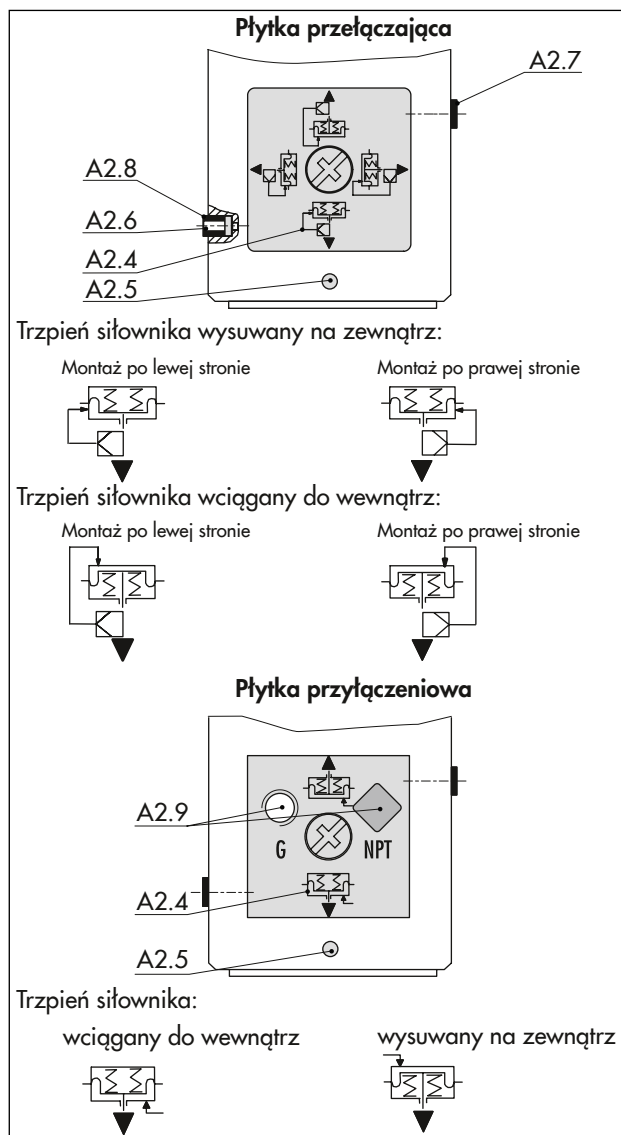 Płytka przełączająca
A2.7
A2.8
A2.6
A2.4
A2.5
Trzpień siłownika wysuwany na zewnątrz:
Montaż po lewej stronie Montaż po prawej stronie
Trzpień siłownika wciągany do wewnątrz:
Montaż po lewej stronie Montaż po prawej stronie
Płytka przyłączeniowa
A2.9
G NPT
A2.4
A2.5
Trzpień siłownika:
wciągany do wewnątrz wysuwany na zewnątrz